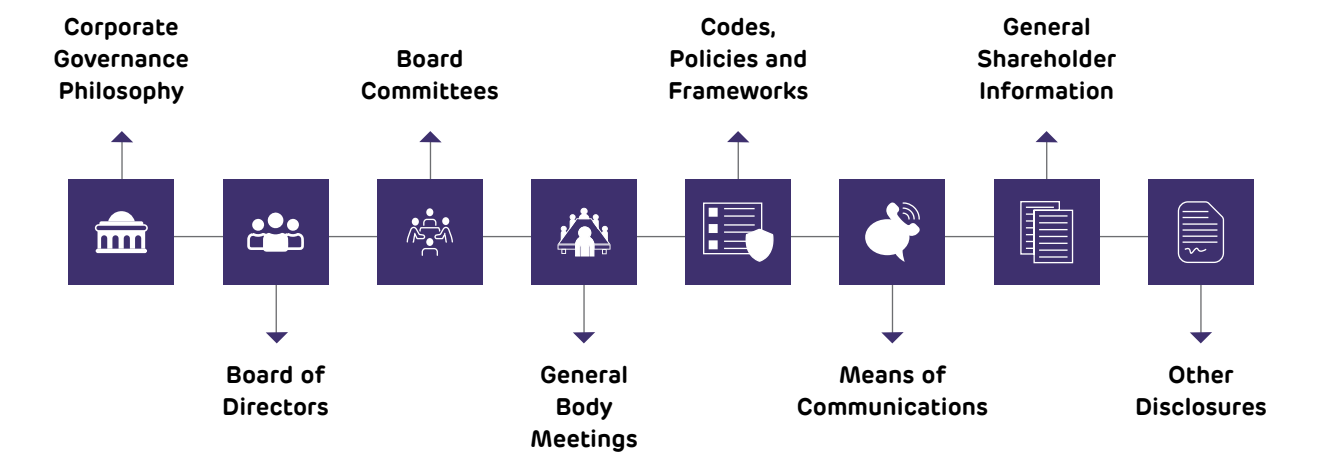 Corporate
Governance
Philosophy
Board
Committees
Codes,
Policies and
Frameworks
General
Shareholder
Information
Board of
Directors
General
Body
Meetings
Means of
Communications
Other
Disclosures